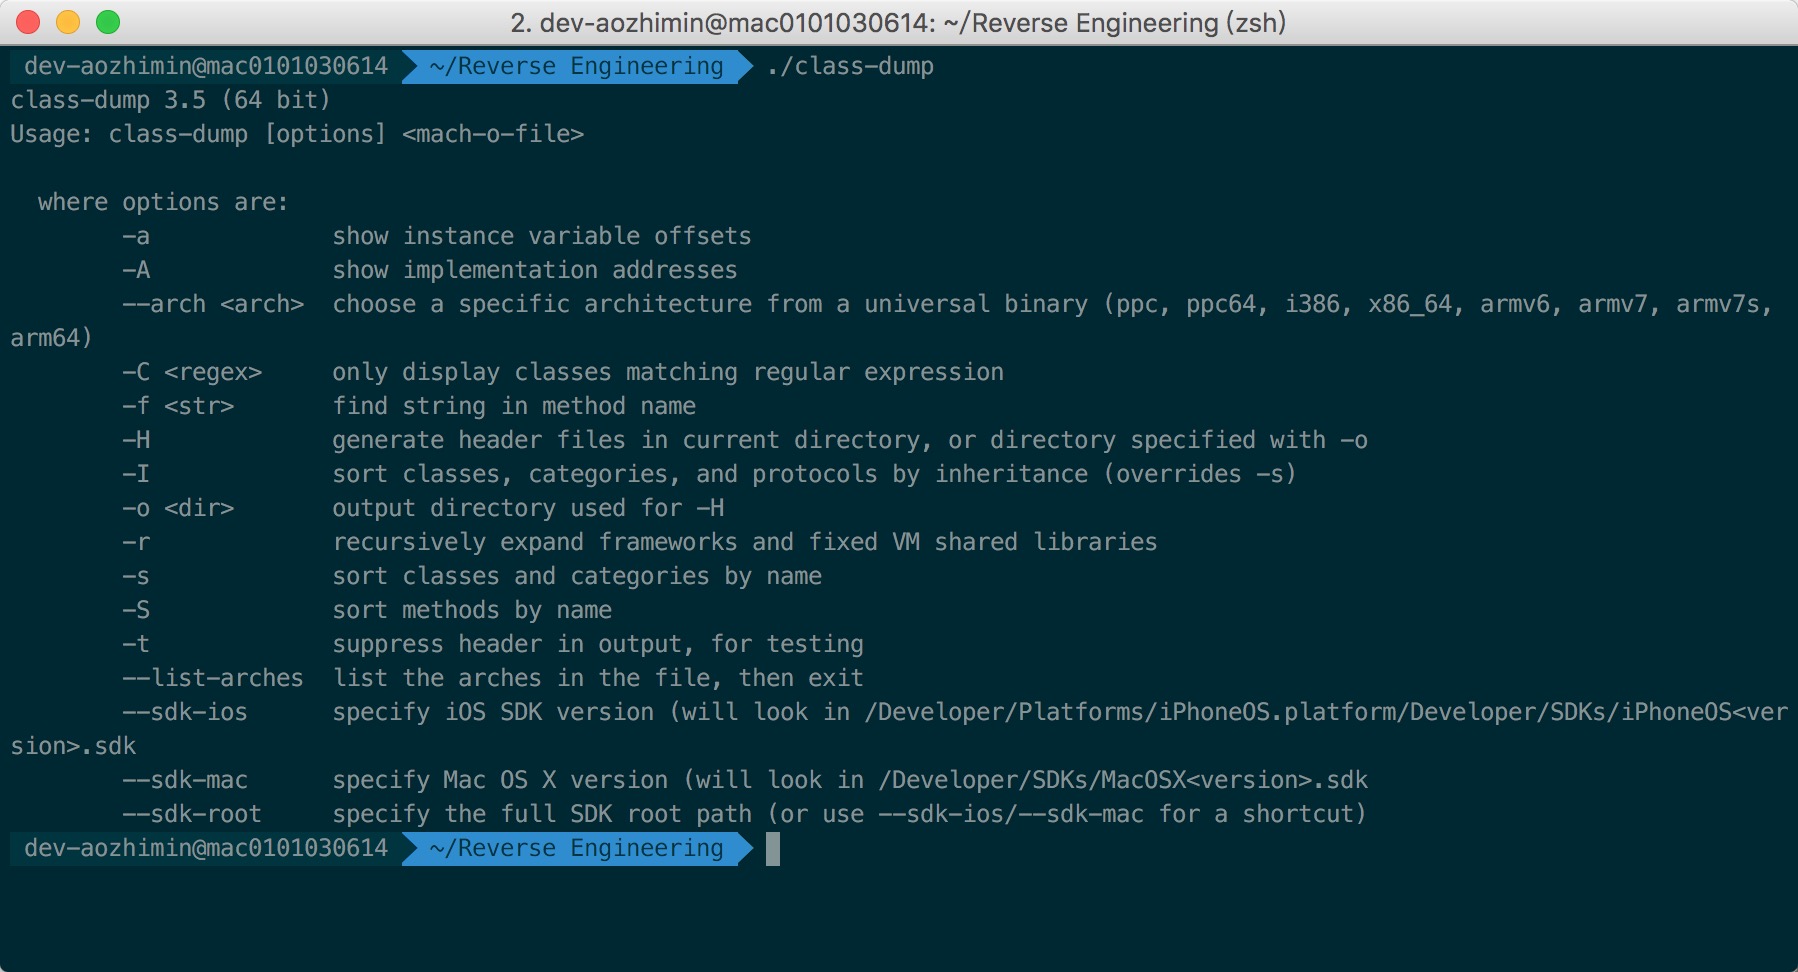 2. dev-aozhimin@mac0101030614: ~/Reverse Engineering (zsh)
dev-aozhimin@mac0101030614 ~/Reverse Engineering ./class-dump
class-dump 3.5 (64 bit)
Usage: class-dump [options] <mach-o-file>
where options are:
-a show instance variable offsets
-A show implementation addresses
--arch <arch> choose a specific architecture from a universal binary (ppc, ppc64, i386, x86_64, armv6, armv7, armv7s,
arm64)
-C <regex> only display classes matching regular expression
-f <str> find string in method name
-H generate header files in current directory, or directory specified with -o
-I sort classes, categories, and protocols by inheritance (overrides -s)
-o <dir> output directory used for -H
-r recursively expand frameworks and fixed VM shared libraries
-s sort classes and categories by name
-S sort methods by name
-t suppress header in output, for testing
--list-arches list the arches in the file, then exit
--sdk-ios specify iOS SDK version (will look in /Developer/Platforms/iPhoneOS.platform/Developer/SDKs/iPhoneOS<ver
sion>.sdk
--sdk-mac specify Mac OS X version (will look in /Developer/SDKs/MacOSX<version>.sdk
--sdk-root specify the full SDK root path (or use --sdk-ios/--sdk-mac for a shortcut)
dev-aozhimin@mac0101030614 ~/Reverse Engineering